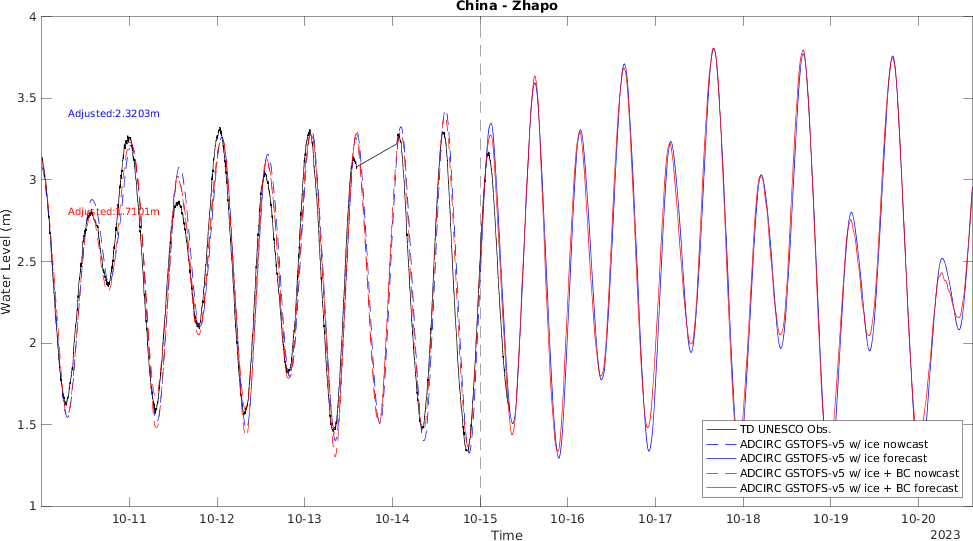 China - Zhapo
4
3.5
3
2.5
2
1.5
1
Water Level (m)
Adjusted:2.3203m
Adjusted:1.7101m
10-11
10-12
10-13
10-14
10-15
10-16
10-17
10-18
10-19
10-20
Time
2023
TD UNESCO Obs.
ADCIRC GSTOFS-v5 w/ ice nowcast
ADCIRC GSTOFS-v5 w/ ice forecast
ADCIRC GSTOFS-v5 w/ ice + BC nowcast
ADCIRC GSTOFS-v5 w/ ice + BC forecast